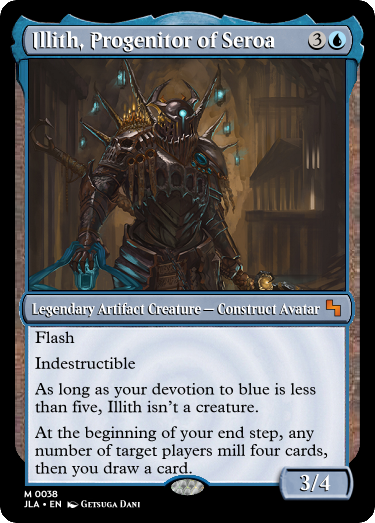 Illith, Progenitor of Seroa 3
Legendary Artifact Creature — Construct Avatar
Flash
Indestructible
As long as your devotion to blue is less
than five, Illith isn't a creature.
At the beginning of your end step, any
number of target players mill four cards,
then you draw a card.
3/4
M 0038
JLA • EN Getsuga Dani